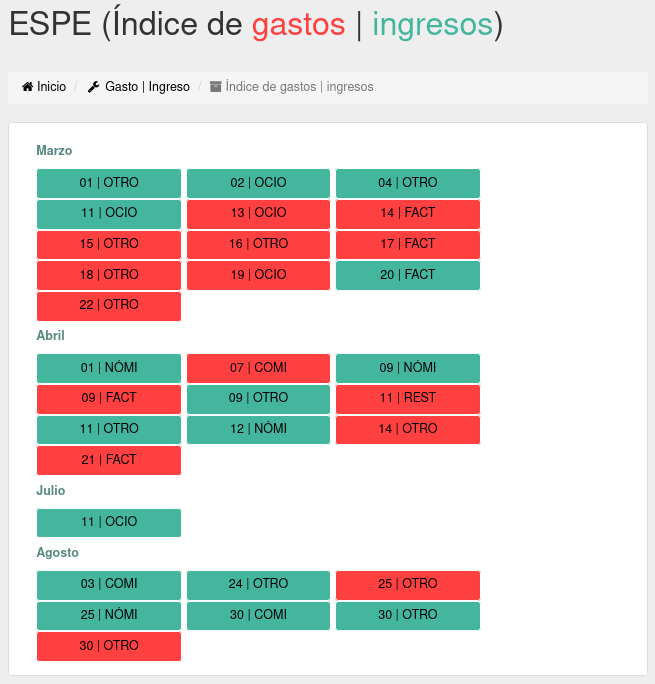 ESPE (Índice de gastos | ingresos)
Inicio / Gasto | Ingreso / Índice de gastos | ingresos
Marzo
01 | OTRO 02 | OCIO 04 | OTRO
11 | OCIO 13 | OCIO 14 | FACT
15 | OTRO 16 | OTRO 17 | FACT
18 | OTRO 19 | OCIO 20 | FACT
22 | OTRO
Abril
01 | NÓMI 07 | COMI 09 | NÓMI
09 | FACT 09 | OTRO 11 | REST
11 | OTRO 12 | NÓMI 14 | OTRO
21 | FACT
Julio
11 | OCIO
Agosto
03 | COMI 24 | OTRO 25 | OTRO
25 | NÓMI 30 | COMI 30 | OTRO
30 | OTRO